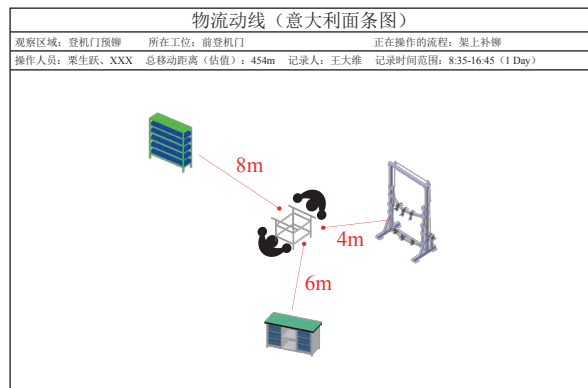 物流动线（意大利面条图）
观察区域：登机门预铆 所在工位：前登机门 正在操作的流程：架上补铆
操作人员：栗生跃、XXX 总移动距离（估值）：454m 记录人：王大维 记录时间范围：8:35-16:45（1 Day）
8m
4m
6m